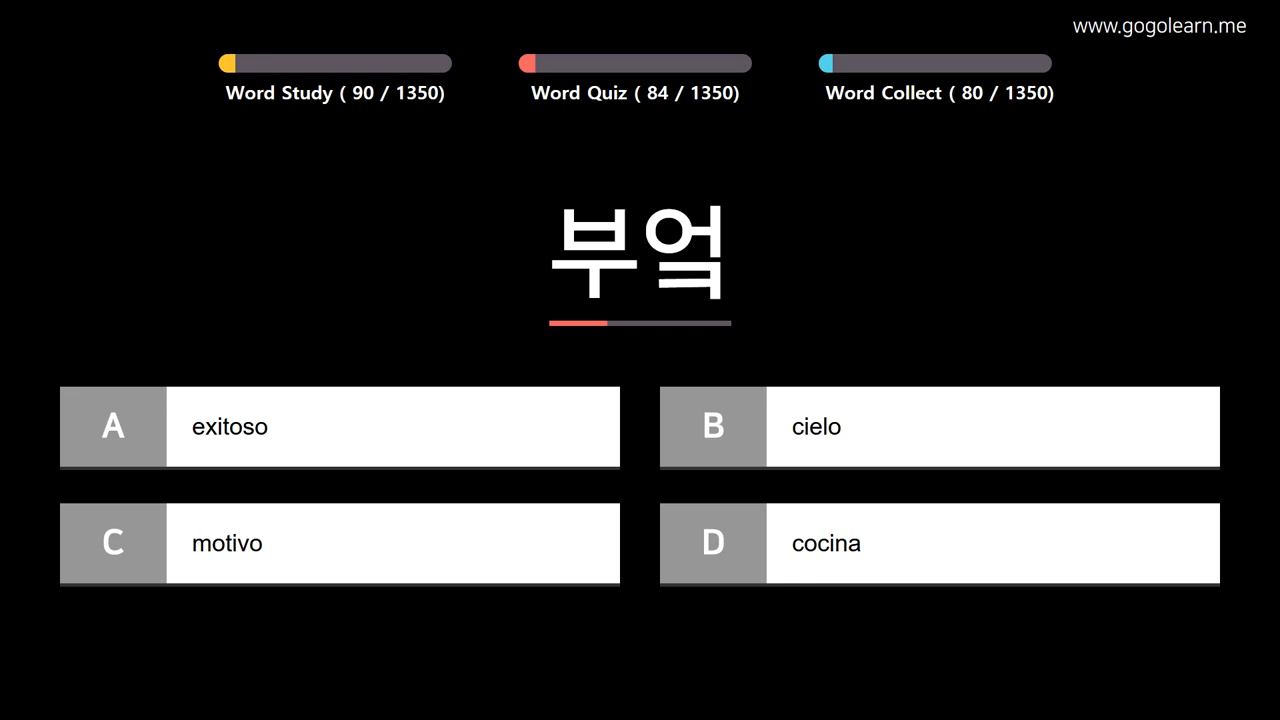 www.gogolearn.me
Word Study ( 90 / 1350)
Word Quiz ( 84 / 1350)
Word Collect ( 80 / 1350)
부엌
A exitoso
B cielo
C motivo
D cocina